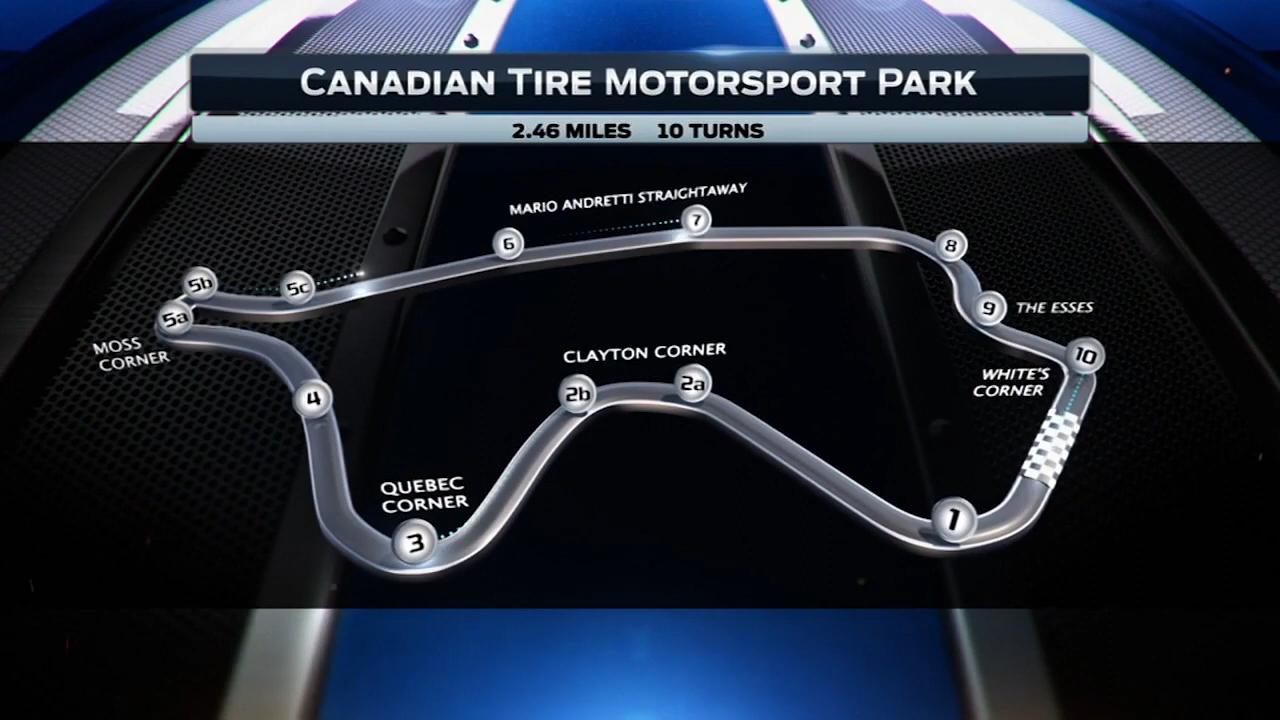 CANADIAN TIRE MOTORSPORT PARK
2.46 MILES 10 TURNS
MARIO ANDRETTI STRAIGHTAWAY
7
6
8
5b
5c
9
THE ESSES
5a
MOSS
CORNER
CLAYTON CORNER
10
WHITE'S
CORNER
2b
2a
4
QUEBEC
CORNER
3
1